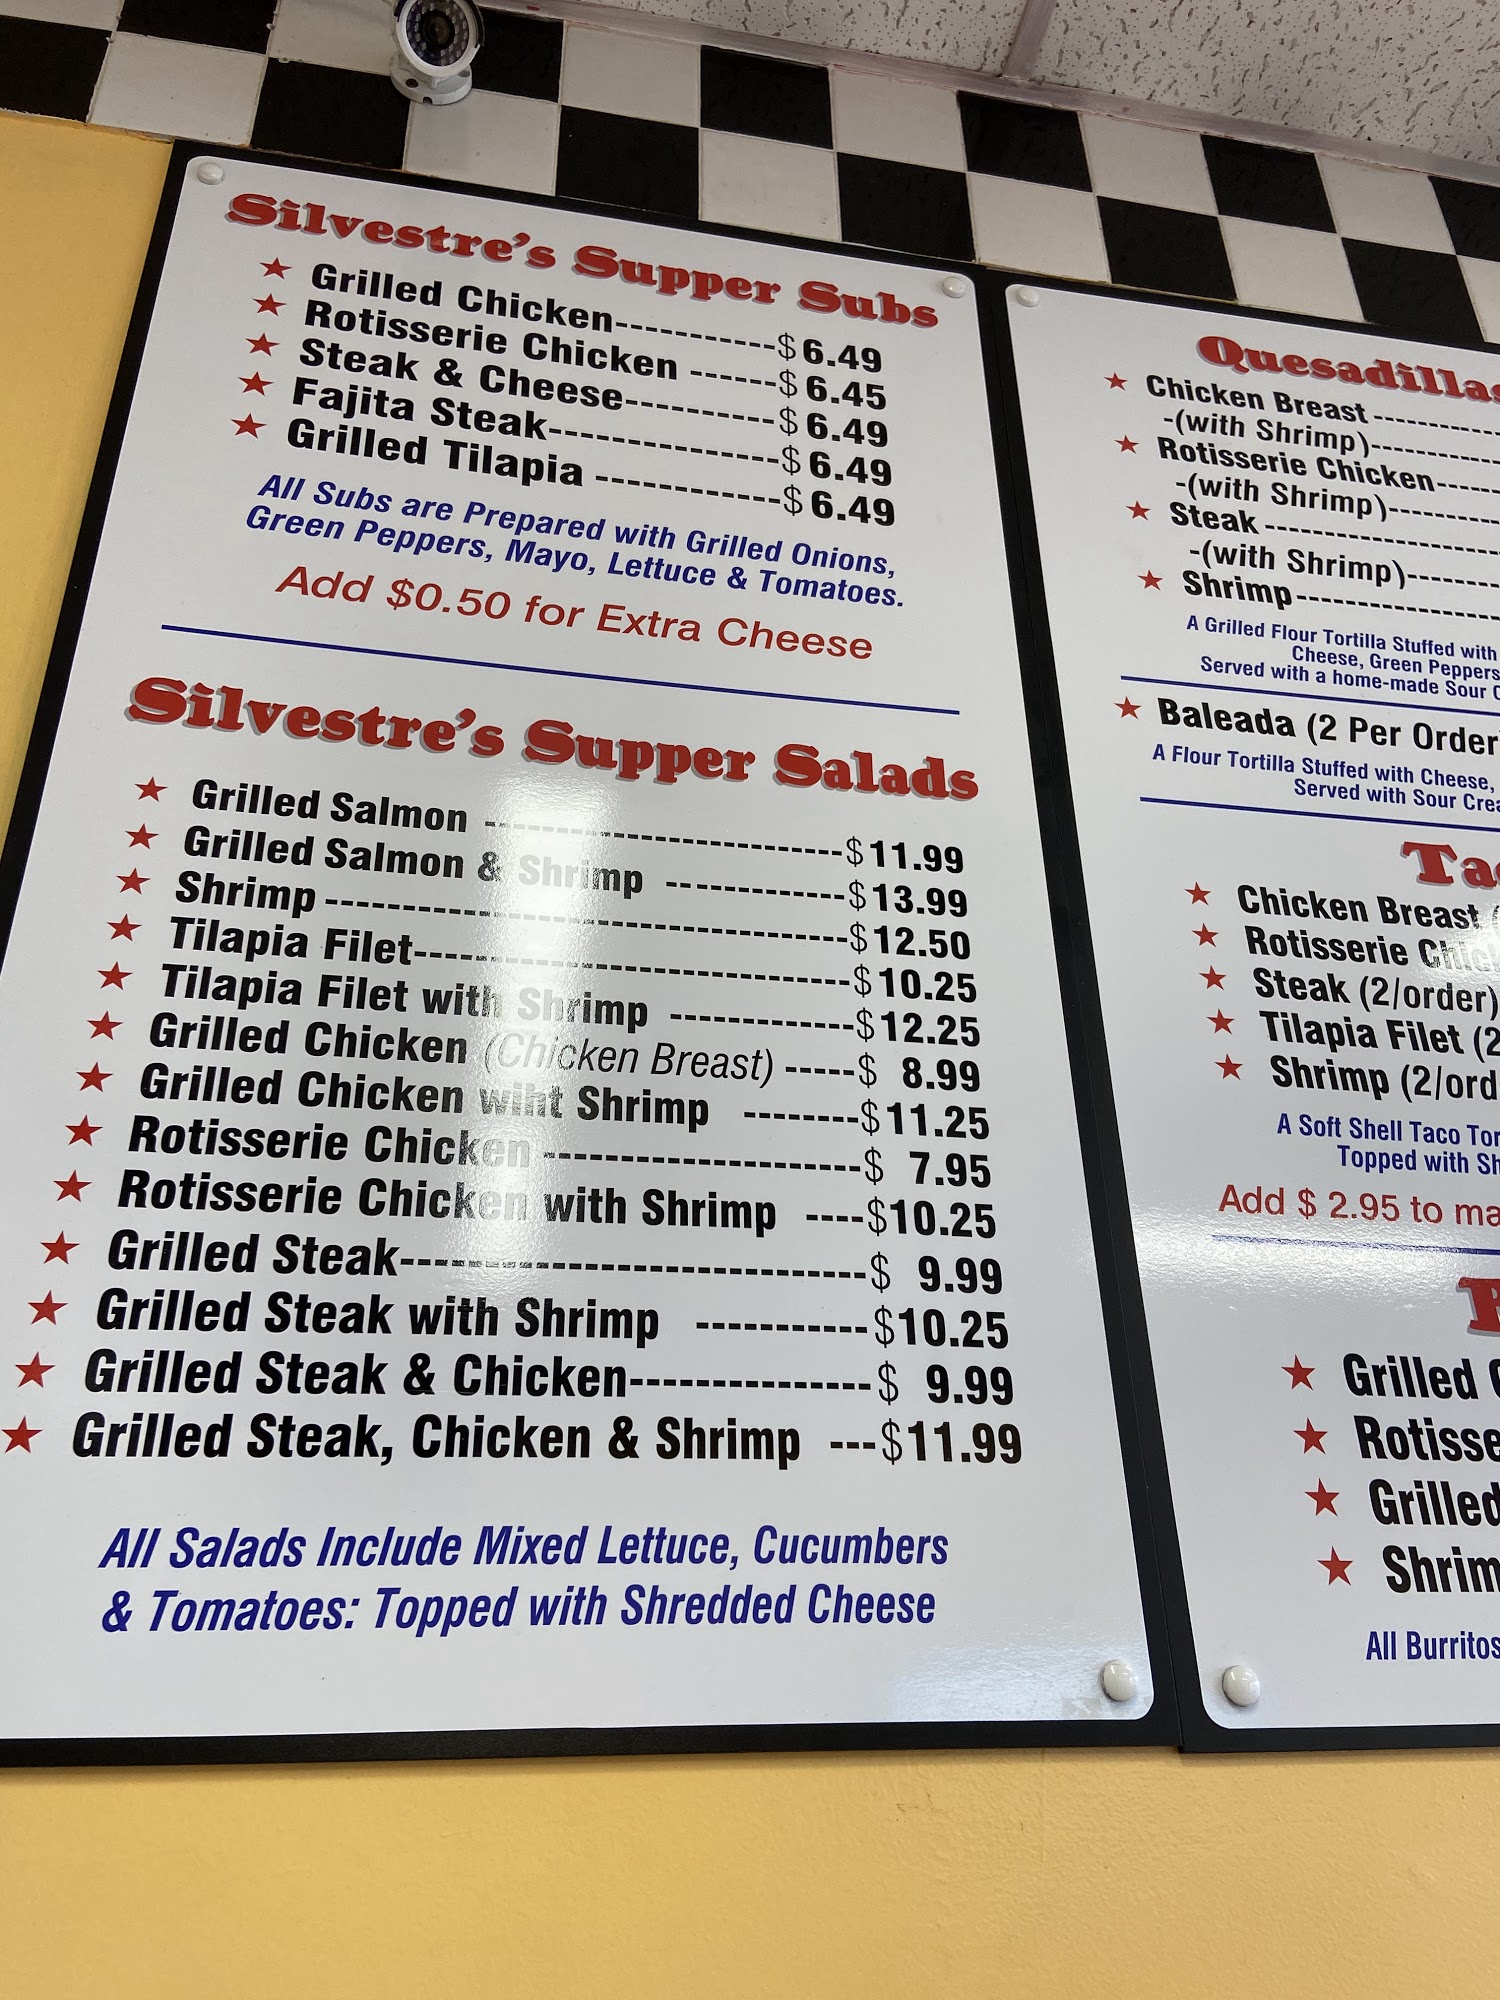 Silvestre's Supper Subs
★ Grilled Chicken------------$6.49
★ Rotisserie Chicken ------$6.45
★ Steak & Cheese----------$6.49
★ Fajita Steak---------------$6.49
★ Grilled Tilapia ------------$6.49
All Subs are Prepared with Grilled Onions,
Green Peppers, Mayo, Lettuce & Tomatoes.
Add $0.50 for Extra Cheese
Silvestre's Supper Salads
★ Grilled Salmon ----------------------------$11.99
★ Grilled Salmon & Shrimp ------------$13.99
★ Shrimp ---------------------------------------$12.50
★ Tilapia Filet--------------------------------$10.25
★ Tilapia Filet with Shrimp ------------$12.25
★ Grilled Chicken (Chicken Breast) -----$ 8.99
★ Grilled Chicken wiht Shrimp --------$11.25
★ Rotisserie Chicken --------------------$ 7.95
★ Rotisserie Chicken with Shrimp ----$10.25
★ Grilled Steak------------------------------$ 9.99
★ Grilled Steak with Shrimp -----------$10.25
★ Grilled Steak & Chicken---------------$ 9.99
★ Grilled Steak, Chicken & Shrimp ---$11.99
All Salads Include Mixed Lettuce, Cucumbers
& Tomatoes: Topped with Shredded Cheese
Quesadillas
★ Chicken Breast ------------
-(with Shrimp)------------
★ Rotisserie Chicken------
-(with Shrimp)-----------
★ Steak ---------------------
-(with Shrimp)---------
★ Shrimp-------------------
A Grilled Flour Tortilla Stuffed with
Cheese, Green Peppers
Served with a home-made Sour
★ Baleada (2 Per Order
A Flour Tortilla Stuffed with Cheese,
Served with Sour
★ Chicken Breast
★ Rotisserie
★ Steak (2/order)
★ Tilapia Filet (2
★ Shrimp (2/ord
A Soft Shell Taco
Topped with
Add $ 2.95 to
★ Grilled
★
★ Grilled
★
All Burritos